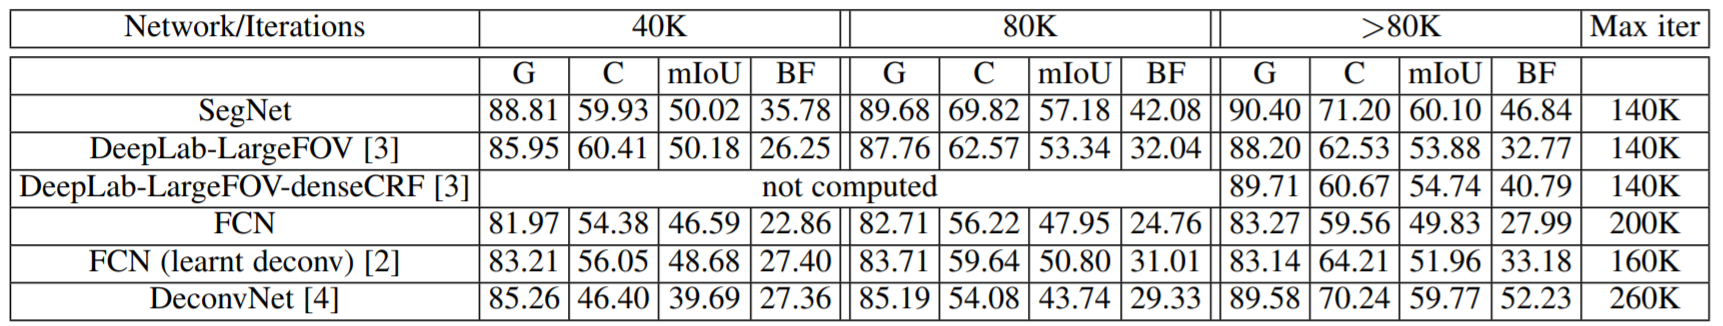 Network/Iterations 40K 80K >80K Max iter
G C mIoU BF G C mIoU BF G C mIoU BF
SegNet 88.81 59.93 50.02 35.78 89.68 69.82 57.18 42.08 90.40 71.20 60.10 46.84 140K
DeepLab-LargeFOV [3] 85.95 60.41 50.18 26.25 87.76 62.57 53.34 32.04 88.20 62.53 53.88 32.77 140K
DeepLab-LargeFOV-denseCRF [3] not computed 89.71 60.67 54.74 40.79 140K
FCN 81.97 54.38 46.59 22.86 82.71 56.22 47.95 24.76 83.27 59.56 49.83 27.99 200K
FCN (learnt deconv) [2] 83.21 56.05 48.68 27.40 83.71 59.64 50.80 31.01 83.14 64.21 51.96 33.18 160K
DeconvNet [4] 85.26 46.40 39.69 27.36 85.19 54.08 43.74 29.33 89.58 70.24 59.77 52.23 260K